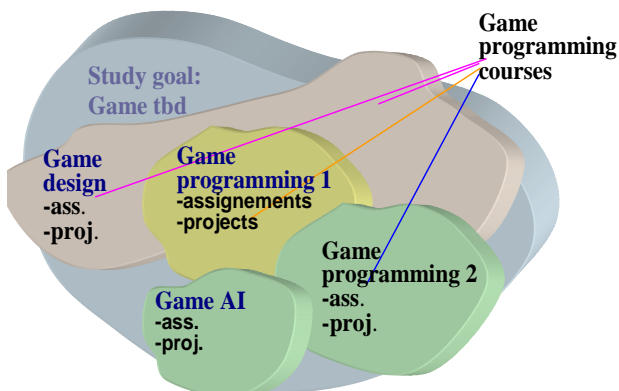 Game
programming
courses
Study goal:
Game tbd
Game
design
-ass.
-proj.
Game
programming 1
-assignements
-projects
Game
programming 2
-ass.
-proj.
Game AI
-ass.
-proj.